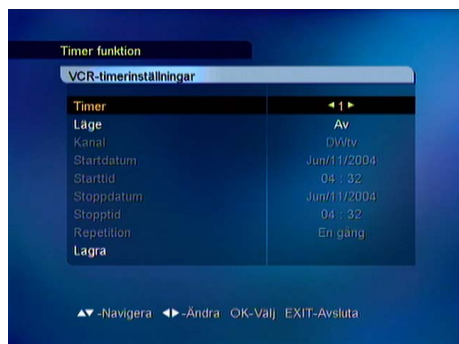 Timer funktion
VCR-timerinställningar
Timer ◄1►
Läge Av
Kanal DWtv
Startdatum Jun/11/2004
Starttid 04 : 32
Stoppdatum Jun/11/2004
Stopptid 04 : 32
Repetition En gång
Lagra
▲▼ -Navigera ◄► -Ändra OK-Välj EXIT-Avsluta